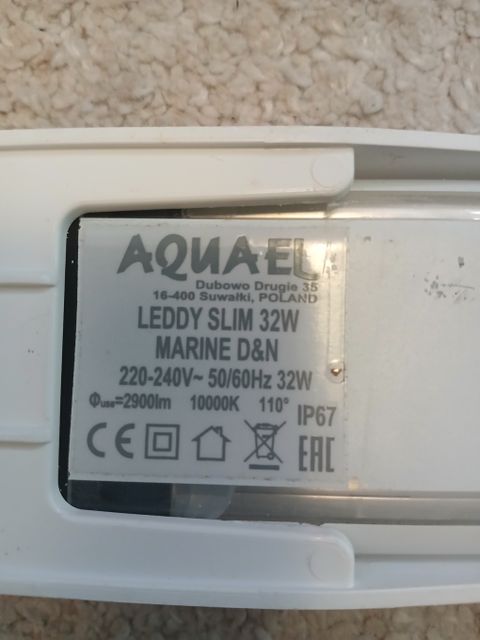 AQUAEL
Dubowo Drugie 35
16-400 Suwałki, POLAND
LEDDY SLIM 32W
MARINE D&N
220-240V~ 50/60Hz 32W
Φuse=2900lm 10000K 110°
IP67
CE
EAC